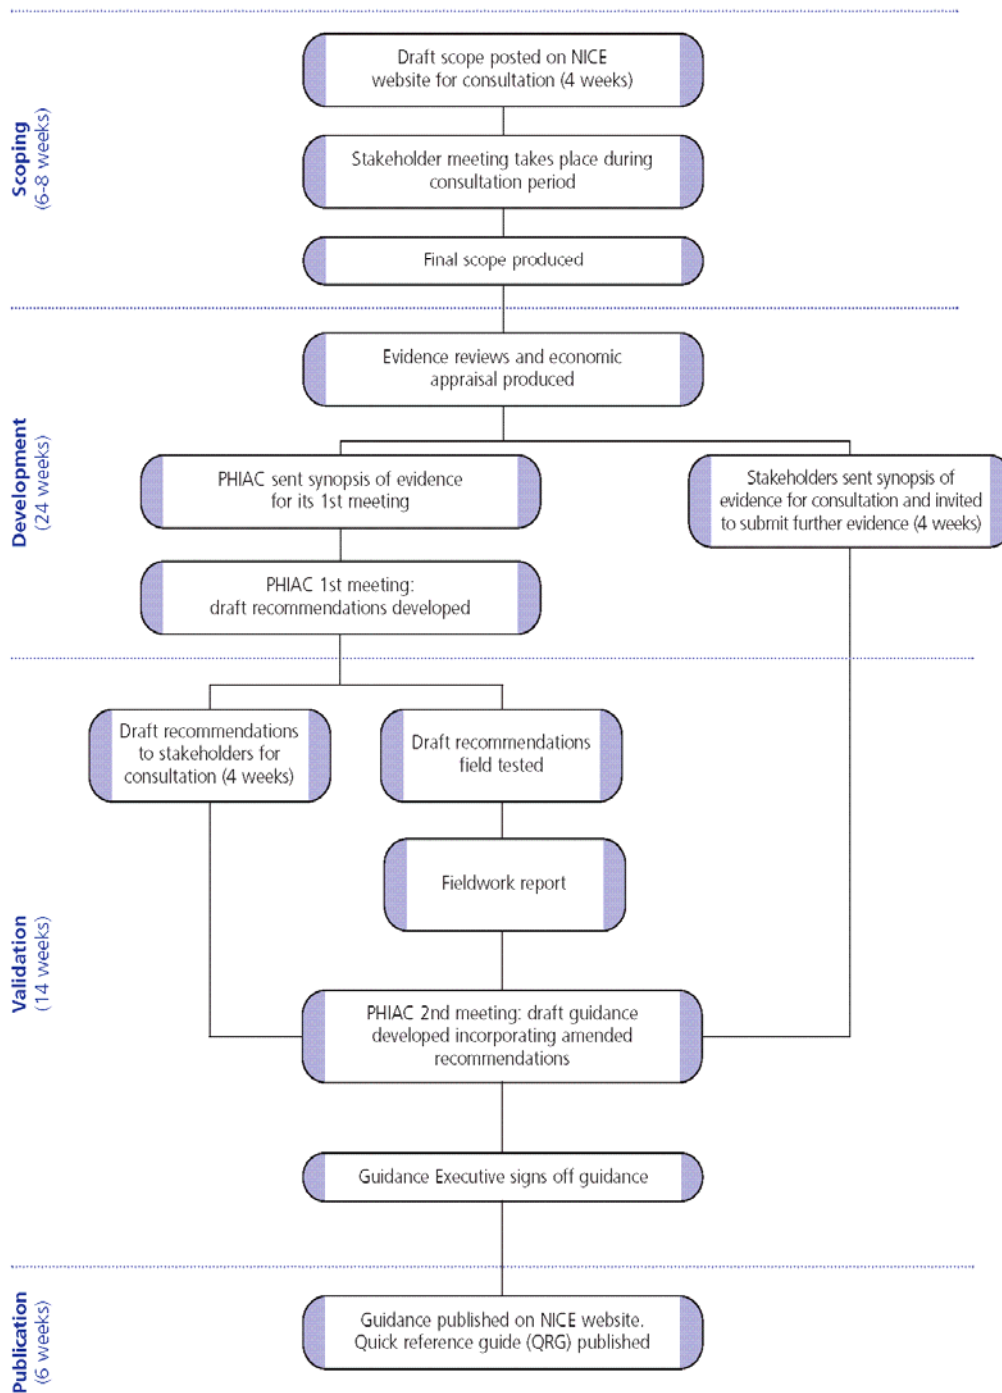 Scoping
(6-8 weeks)
Draft scope posted on NICE
website for consultation (4 weeks)
Stakeholder meeting takes place during
consultation period
Final scope produced
Development
(24 weeks)
Evidence reviews and economic
appraisal produced
PHIAC sent synopsis of evidence
for its 1st meeting
Stakeholders sent synopsis of
evidence for consultation and invited
to submit further evidence (4 weeks)
PHIAC 1st meeting:
draft recommendations developed
Validation
(14 weeks)
Draft recommendations
to stakeholders for
consultation (4 weeks)
Draft recommendations
field tested
Fieldwork report
PHIAC 2nd meeting: draft guidance
developed incorporating amended
recommendations
Guidance Executive signs off guidance
Publication
(6 weeks)
Guidance published on NICE website.
Quick reference guide (QRG) published